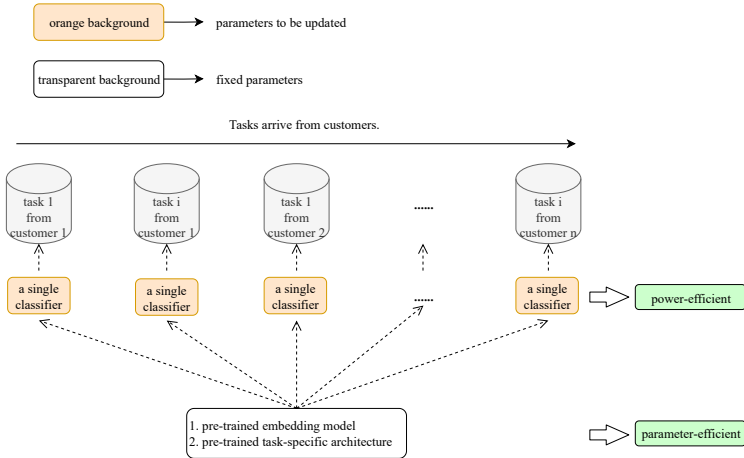 orange background
parameters to be updated
transparent background
fixed parameters
Tasks arrive from customers.
task 1
from
customer 1
task i
from
customer 1
task 1
from
customer 2
......
task i
from
customer n
a single
classifier
a single
classifier
a single
classifier
......
a single
classifier
power-efficient
1. pre-trained embedding model
2. pre-trained task-specific architecture
parameter-efficient